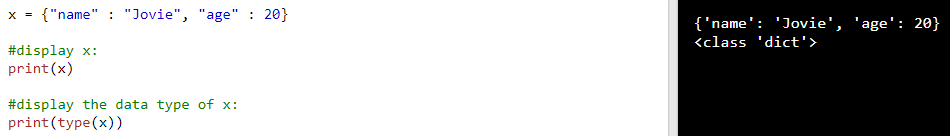 x = {"name" : "Jovie", "age" : 20}
#display x:
print(x)
#display the data type of x:
print(type(x))
{'name': 'Jovie', 'age': 20}
<class 'dict'>